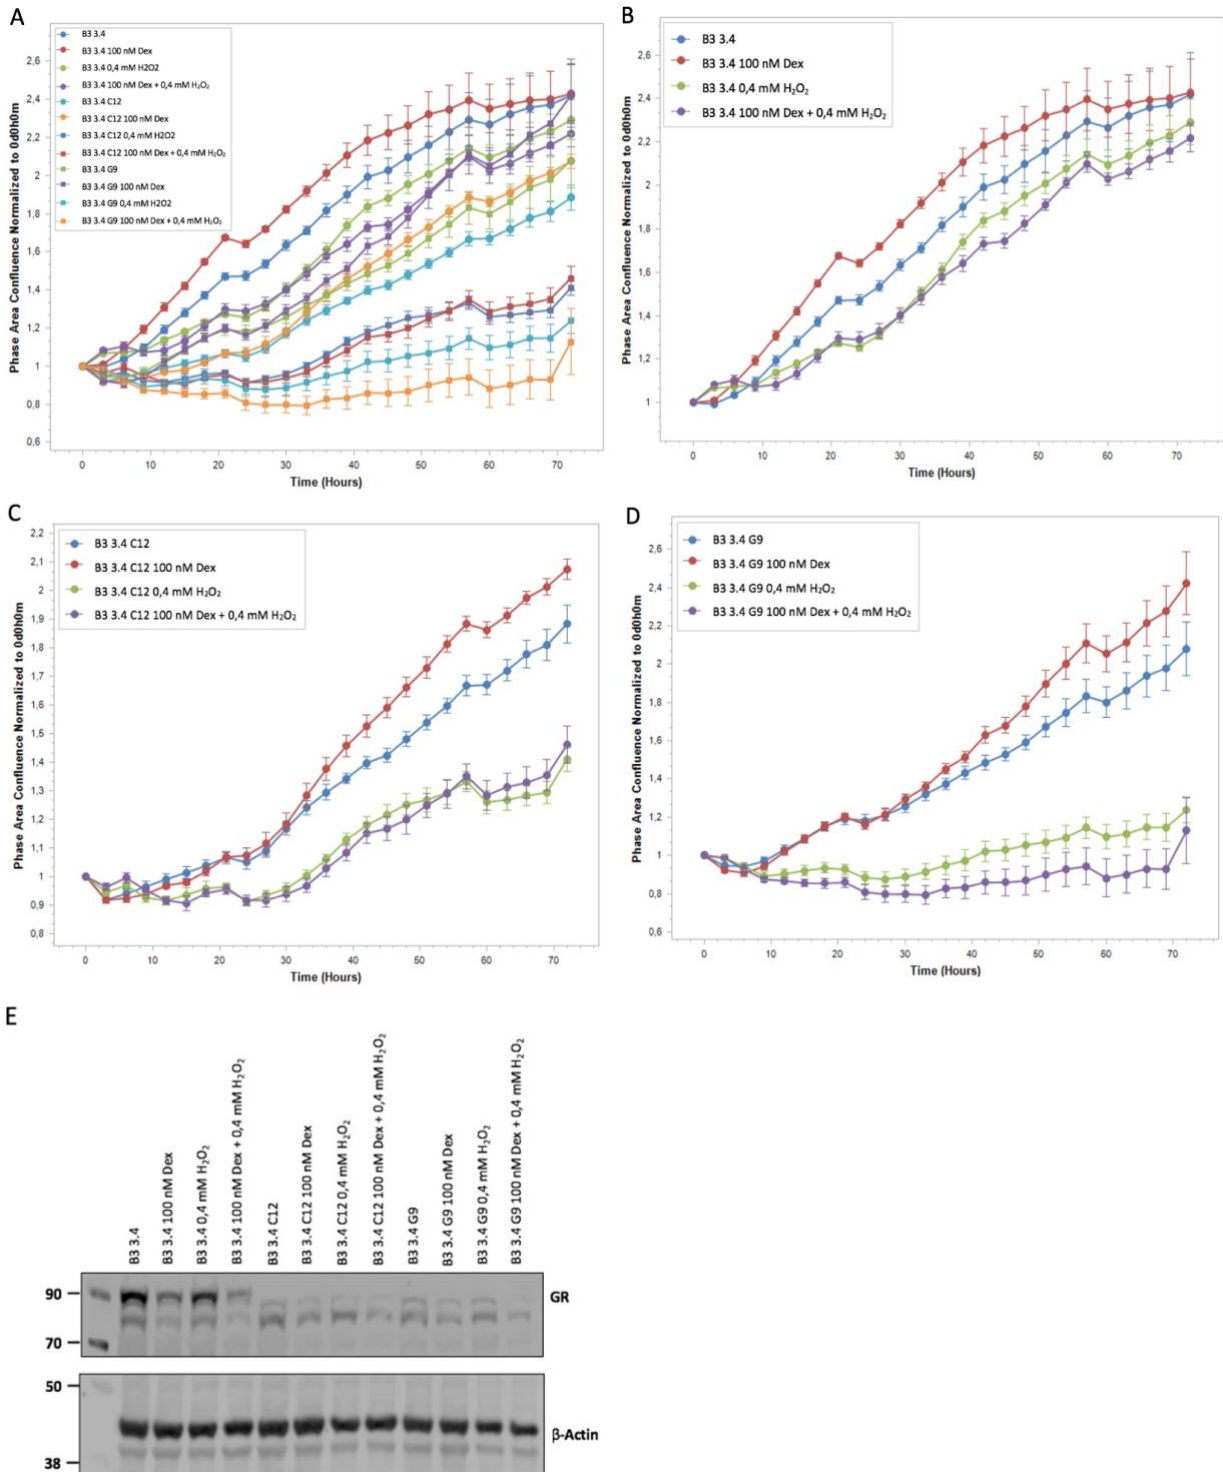 A
B3 3.4
B3 3.4 100 nM Dex
B3 3.4 0,4 mM H2O2
B3 3.4 100 nM Dex + 0,4 mM H₂O₂
B3 3.4 C12
B3 3.4 C12 100 nM Dex
B3 3.4 C12 0,4 mM H2O2
B3 3.4 C12 100 nM Dex + 0,4 mM H₂O₂
B3 3.4 G9
B3 3.4 G9 100 nM Dex
B3 3.4 G9 0,4 mM H2O2
B3 3.4 G9 100 nM Dex + 0,4 mM H₂O₂
Phase Area Confluence Normalized to 0d0h0m
2,6
2,4
2,2
2
1,8
1,6
1,4
1,2
1
0,8
0,6
0 10 20 30 40 50 60 70
Time (Hours)
B
B3 3.4
B3 3.4 100 nM Dex
B3 3.4 0,4 mM H₂O₂
B3 3.4 100 nM Dex + 0,4 mM H₂O₂
Phase Area Confluence Normalized to 0d0h0m
2,6
2,4
2,2
2
1,8
1,6
1,4
1,2
1
0 10 20 30 40 50 60 70
Time (Hours)
C
B3 3.4 C12
B3 3.4 C12 100 nM Dex
B3 3.4 C12 0,4 mM H₂O₂
B3 3.4 C12 100 nM Dex + 0,4 mM H₂O₂
Phase Area Confluence Normalized to 0d0h0m
2,2
2,1
2
1,9
1,8
1,7
1,6
1,5
1,4
1,3
1,2
1,1
1
0,9
0,8
0 10 20 30 40 50 60 70
Time (Hours)
D
B3 3.4 G9
B3 3.4 G9 100 nM Dex
B3 3.4 G9 0,4 mM H₂O₂
B3 3.4 G9 100 nM Dex + 0,4 mM H₂O₂
Phase Area Confluence Normalized to 0d0h0m
2,6
2,4
2,2
2
1,8
1,6
1,4
1,2
1
0,8
0,6
0 10 20 30 40 50 60 70
Time (Hours)
E
B3 3.4
B3 3.4 100 nM Dex
B3 3.4 0,4 mM H₂O₂
B3 3.4 100 nM Dex + 0,4 mM H₂O₂
B3 3.4 C12
B3 3.4 C12 100 nM Dex
B3 3.4 C12 0,4 mM H₂O₂
B3 3.4 C12 100 nM Dex + 0,4 mM H₂O₂
B3 3.4 G9
B3 3.4 G9 100 nM Dex
B3 3.4 G9 0,4 mM H₂O₂
B3 3.4 G9 100 nM Dex + 0,4 mM H₂O₂
90
GR
70
50
β-Actin
38